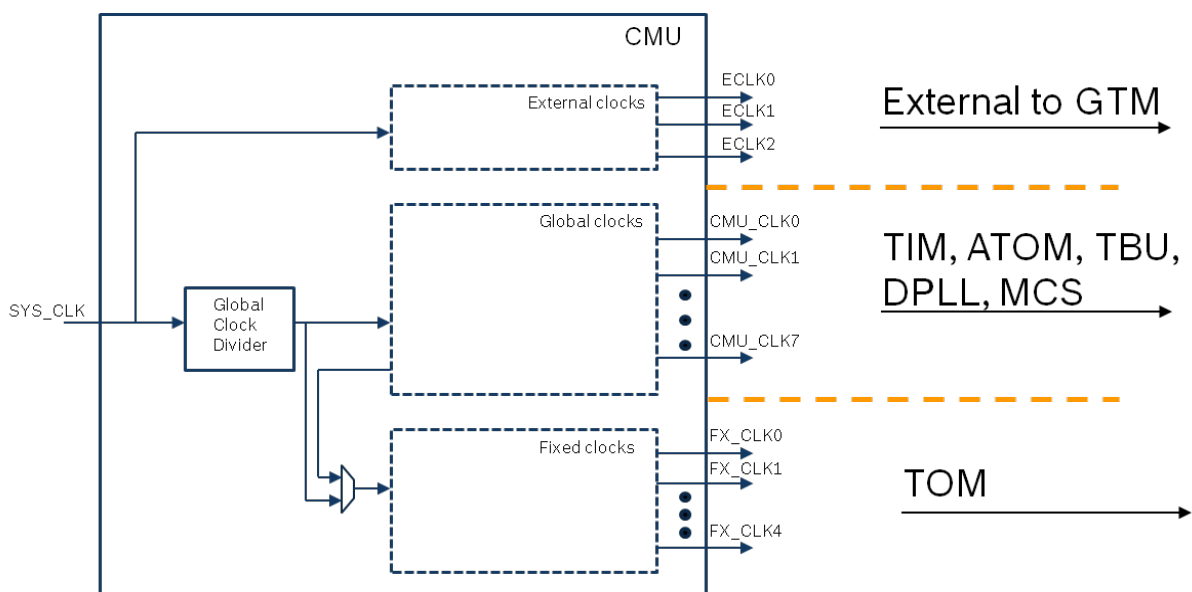 CMU
External clocks
ECLK0
ECLK1
ECLK2
External to GTM
Global clocks
CMU_CLK0
CMU_CLK1
CMU_CLK7
TIM, ATOM, TBU,
DPLL, MCS
SYS_CLK
Global
Clock
Divider
Fixed clocks
FX_CLK0
FX_CLK1
FX_CLK4
TOM